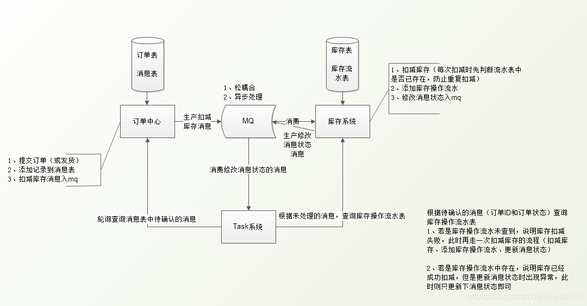 订单表
消息表
库存表
库存流
水表
1、扣减库存（每次扣减时先判断流水表中
是否已存在，防止重复扣减）
2、添加库存操作流水
3、修改消息状态入mq
1、松耦合
2、异步处理
订单中心
生产扣减
库存消息
MQ
消费
库存系统
生产修改
消息状态
消息
1、提交订单（或发货）
2、添加记录到消息表
3、扣减库存消息入mq
消费修改消息状态的消息
轮询查询消息表中待确认的消息
Task系统
根据未处理的消息，查询库存操作流水表
根据待确认的消息（订单ID和订单状态）查询
库存操作流水表
1、若是库存操作流水未查到，说明库存扣减
失败，此时再走一次扣减库存的流程（扣减库
存、添加库存操作流水、更新消息状态）
2、若是库存操作流水中存在，说明库存已经
成功扣减，但是更新消息状态时出现异常，此
时则只更新下消息状态即可